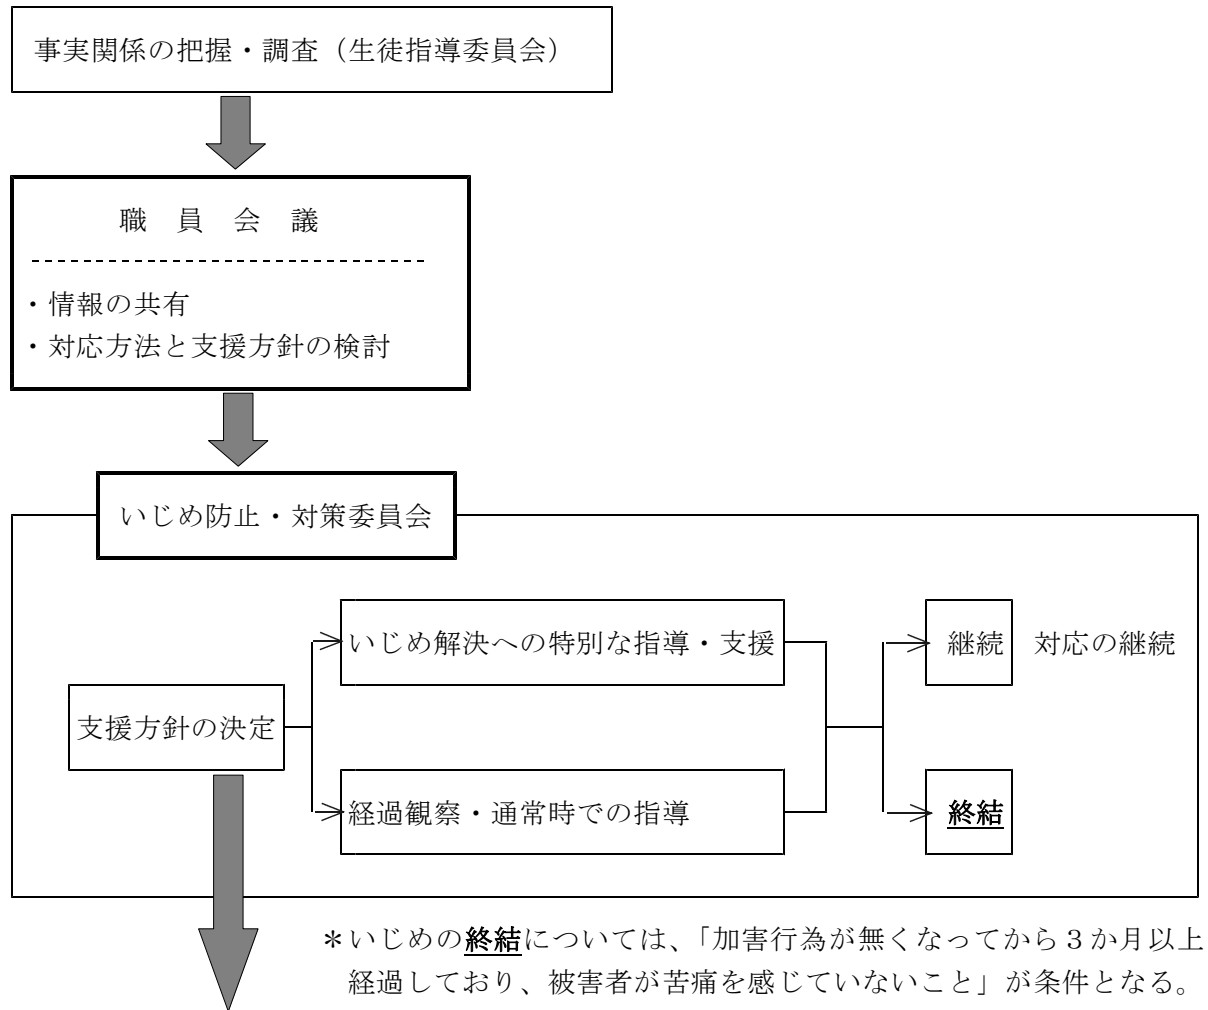 事実関係の把握・調査（生徒指導委員会）
職　員　会　議
・情報の共有
・対応方法と支援方針の検討
いじめ防止・対策委員会
いじめ解決への特別な指導・支援
継続　対応の継続
支援方針の決定
経過観察・通常時での指導
終結
＊いじめの終結については、「加害行為が無くなってから３か月以上
経過しており、被害者が苦痛を感じていないこと」が条件となる。